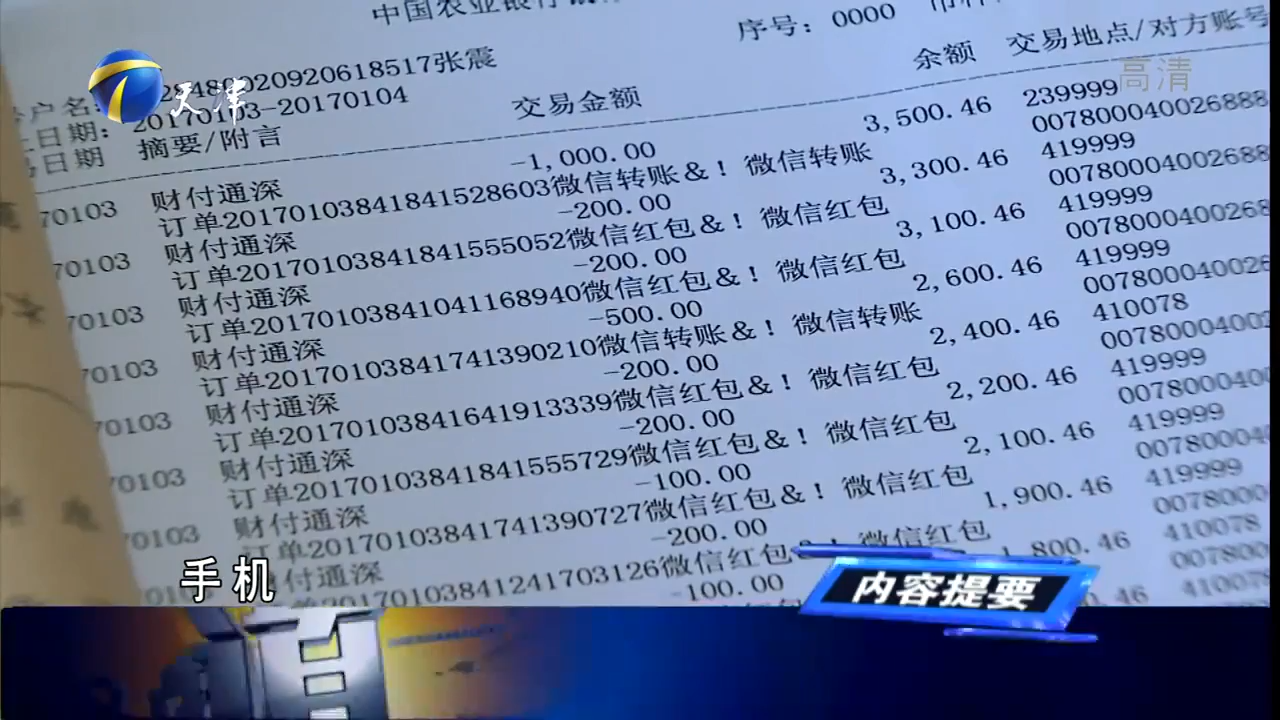 中国农业银行
序号: 0000
户名:
28480020920618517张震
余额
交易地点/对方账号
高清
天津
日期: 20170103-20170104
日期
摘要/附言
交易金额
70103 财付通深 -1,000.00 3,500.46 239999
订单20170103841841528603微信转账&!微信转账 007800040026888
70103 财付通深 -200.00 3,300.46 419999
订单20170103841841555052微信红包&!微信红包 00780004002688
70103 财付通深 -200.00 3,100.46 419999
订单20170103841041168940微信红包&!微信红包 0078000400268
70103 财付通深 -500.00 2,600.46 419999
订单20170103841741390210微信转账&!微信转账 007800040026
70103 财付通深 -200.00 2,400.46 410078
订单20170103841641913339微信红包&!微信红包 00780004002
70103 财付通深 -200.00 2,200.46 419999
订单20170103841841555729微信红包&!微信红包 0078000400
70103 财付通深 -100.00 2,100.46 419999
订单20170103841741390727微信红包&!微信红包 007800040
70103 财付通深 -200.00 1,900.46 419999
20170103841241703126微信红包&!微信红包 00780000
-100.00 1,800.46 410078
手机
内容提要